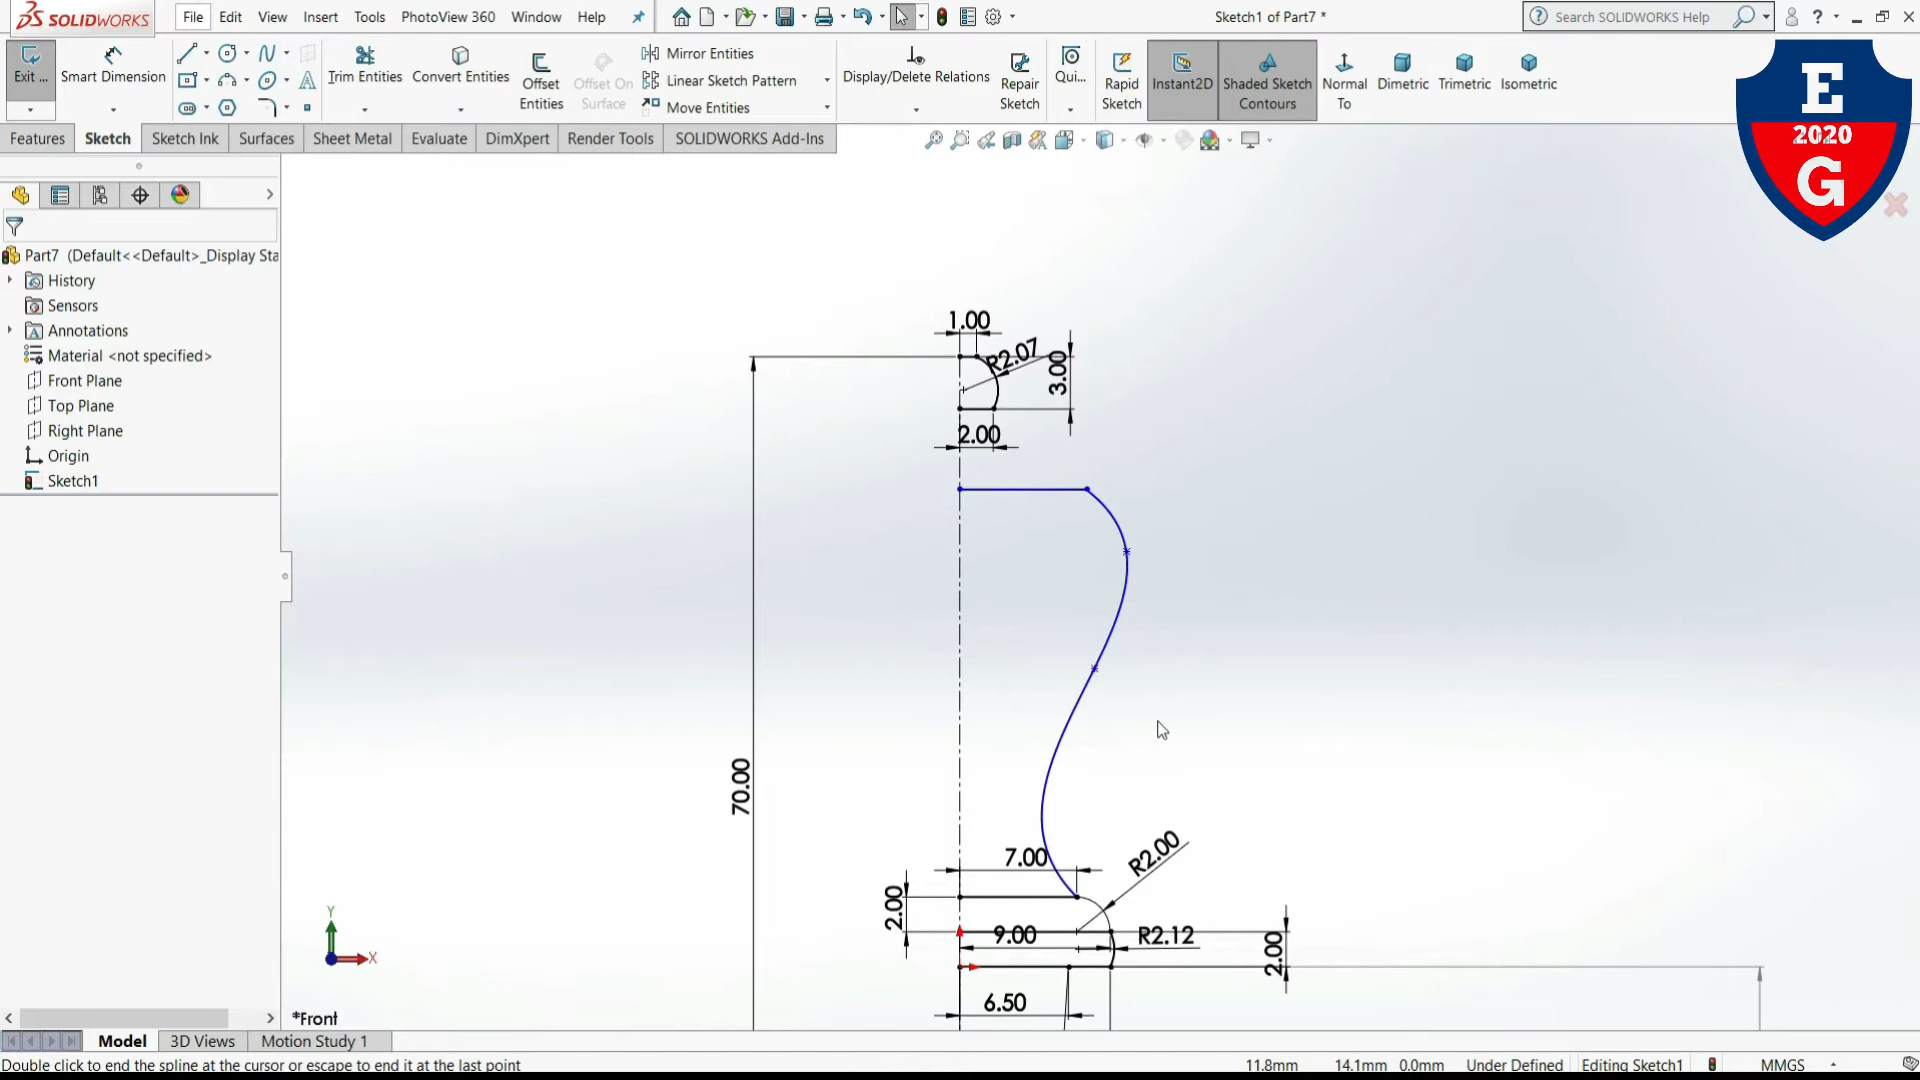 SOLIDWORKS File Edit View Insert Tools PhotoView 360 Window Help Sketch1 of Part7 * Search SOLIDWORKS Help
Exit ... Smart Dimension Trim Entities Convert Entities Offset Entities Offset On Surface Mirror Entities Linear Sketch Pattern Move Entities Display/Delete Relations Repair Sketch Qui... Rapid Sketch Instant2D Shaded Sketch Contours Normal To Dimetric Trimetric Isometric
E
2020
G
Features Sketch Sketch Ink Surfaces Sheet Metal Evaluate DimXpert Render Tools SOLIDWORKS Add-Ins
Part7 (Default<<Default>_Display Sta
History
Sensors
Annotations
Material <not specified>
Front Plane
Top Plane
Right Plane
Origin
Sketch1
1.00
R2.07
3.00
2.00
70.00
7.00
R2.00
2.00
9.00
R2.12
2.00
6.50
Y
X
*Front
Model 3D Views Motion Study 1
Double click to end the spline at the cursor or escape to end it at the last point 11.8mm 14.1mm 0.0mm Under Defined Editing Sketch1 MMGS